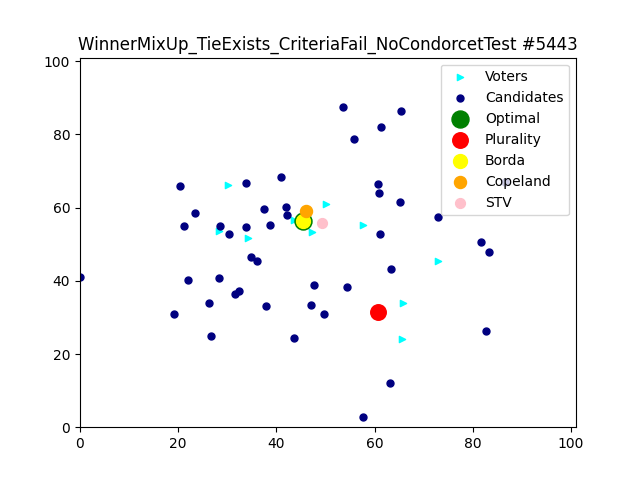 WinnerMixUp_TieExists_CriteriaFail_NoCondorcetTest #5443
100
80
60
40
20
0
0
20
40
60
80
100
Voters
Candidates
Optimal
Plurality
Borda
Copeland
STV